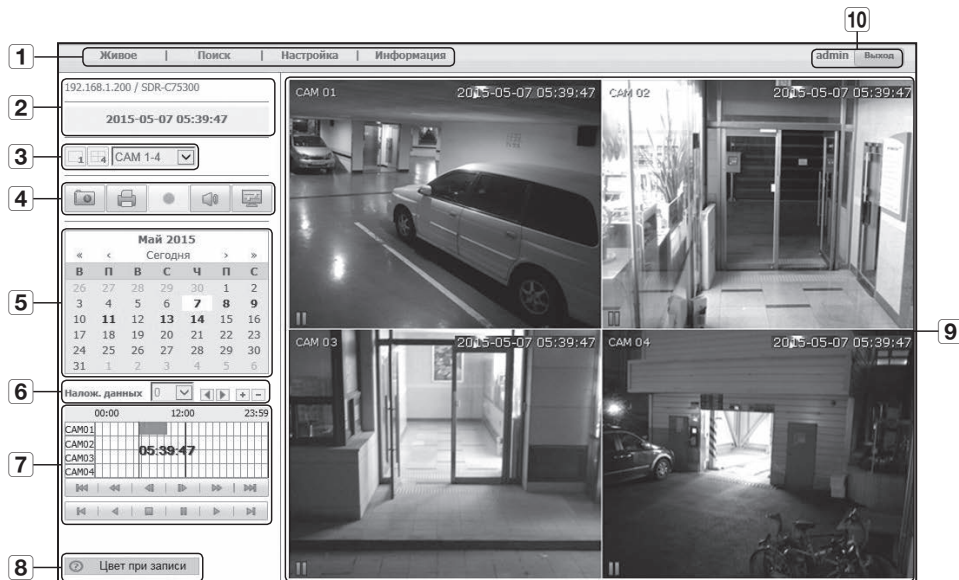 10
1
Живое | Поиск | Настройка | Информация
admin Выход
2
192.168.1.200 / SDR-C75300
2015-05-07 05:39:47
3
1 4 CAM 1-4
4
5
Май 2015
« ‹ Сегодня › »
В П В С Ч П С
26 27 28 29 30 1 2
3 4 5 6 7 8 9
10 11 12 13 14 15 16
17 18 19 20 21 22 23
24 25 26 27 28 29 30
31 1 2 3 4 5 6
6
Налож. данных 0
7
00:00 12:00 23:59
CAM01
CAM02
CAM03
CAM04
05:39:47
8
Цвет при записи
CAM 01 2015-05-07 05:39:47
CAM 02 2015-05-07 05:39:47
CAM 03 2015-05-07 05:39:47
CAM 04 2015-05-07 05:39:47
9